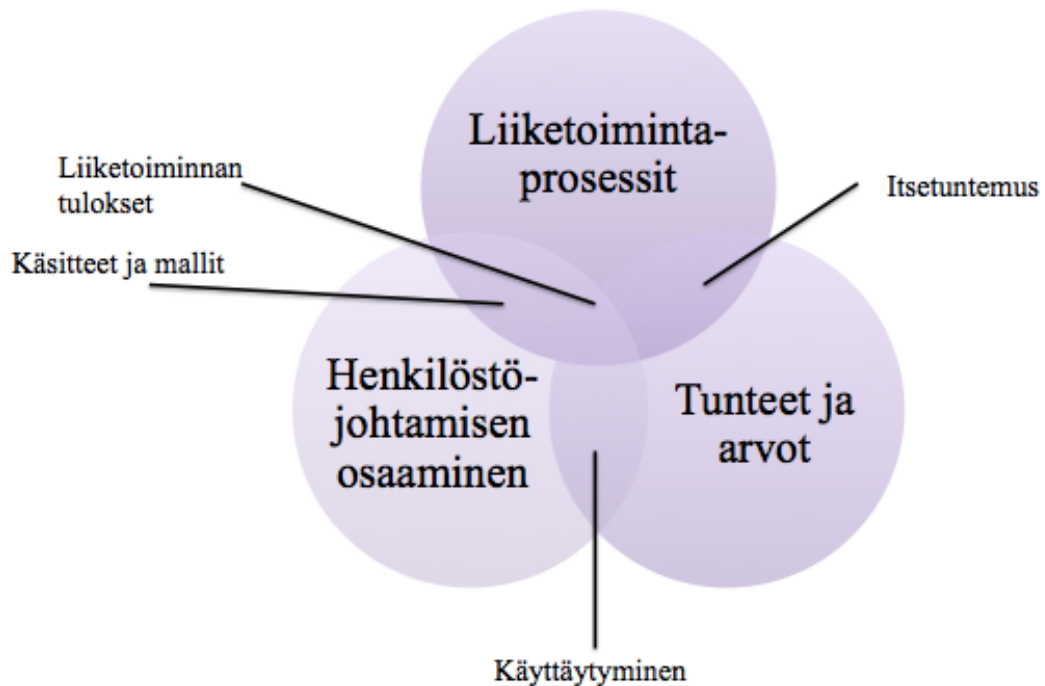 Liiketoiminta-
prosessit
Liiketoiminnan
tulokset
Itsetuntemus
Käsitteet ja mallit
Henkilöstö-
johtamisen
osaaminen
Tunteet ja
arvot
Käyttäytyminen